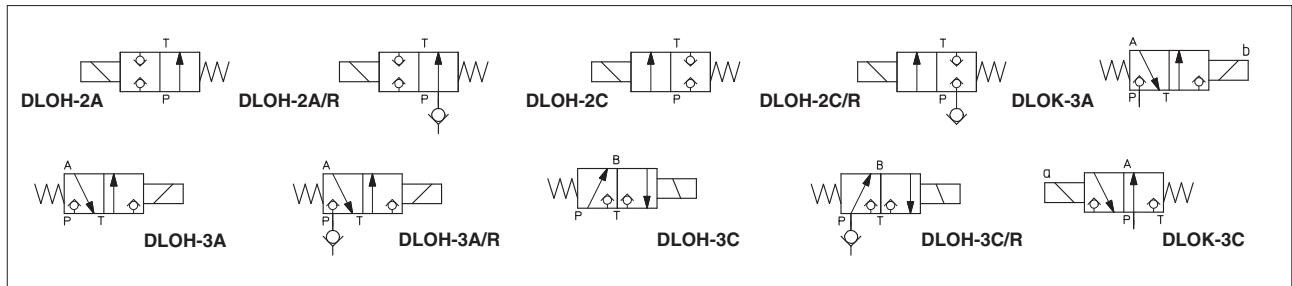 T
P
DLOH-2A
T
P
DLOH-2A/R
T
P
DLOH-2C
T
P
DLOH-2C/R
A
b
P
T
DLOK-3A
A
P
T
DLOH-3A
A
P
T
DLOH-3A/R
B
P
T
DLOH-3C
B
P
T
DLOH-3C/R
a
A
P
T
DLOK-3C